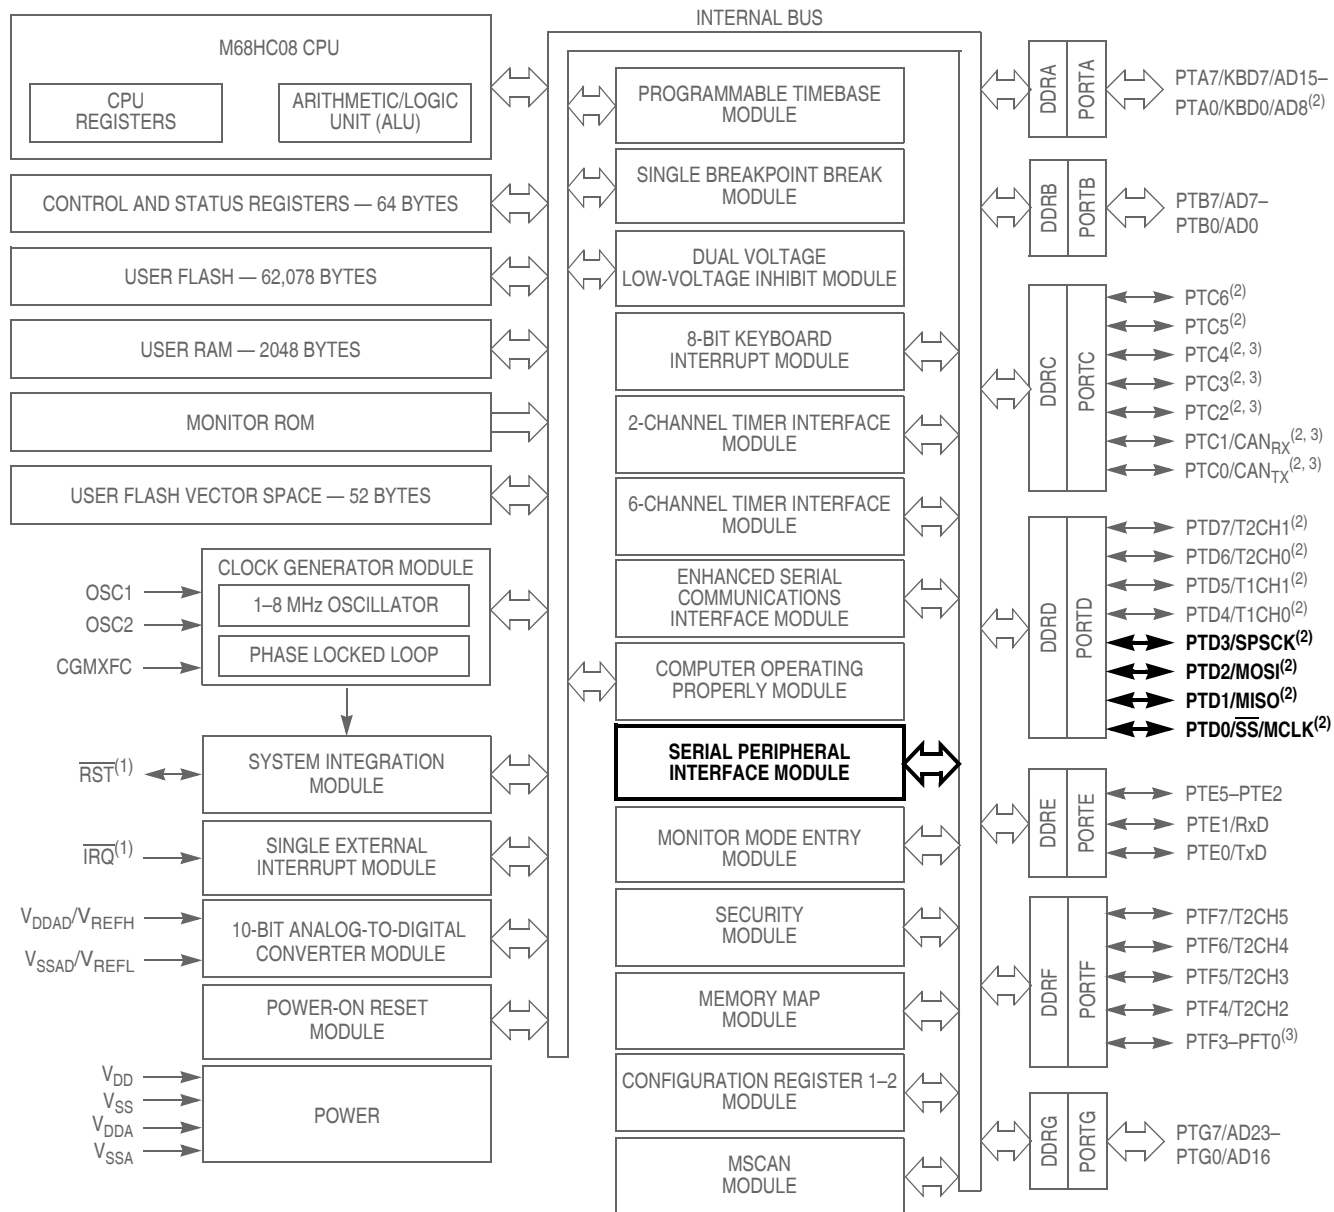 INTERNAL BUS
M68HC08 CPU
CPU
REGISTERS
ARITHMETIC/LOGIC
UNIT (ALU)
CONTROL AND STATUS REGISTERS — 64 BYTES
USER FLASH — 62,078 BYTES
USER RAM — 2048 BYTES
MONITOR ROM
USER FLASH VECTOR SPACE — 52 BYTES
CLOCK GENERATOR MODULE
1–8 MHz OSCILLATOR
PHASE LOCKED LOOP
OSC1
OSC2
CGMXFC
SYSTEM INTEGRATION
MODULE
RST(1)
SINGLE EXTERNAL
INTERRUPT MODULE
IRQ(1)
10-BIT ANALOG-TO-DIGITAL
CONVERTER MODULE
VDDAD/VREFH
VSSAD/VREFL
POWER-ON RESET
MODULE
POWER
VDD
VSS
VDDA
VSSA
PROGRAMMABLE TIMEBASE
MODULE
SINGLE BREAKPOINT BREAK
MODULE
DUAL VOLTAGE
LOW-VOLTAGE INHIBIT MODULE
8-BIT KEYBOARD
INTERRUPT MODULE
2-CHANNEL TIMER INTERFACE
MODULE
6-CHANNEL TIMER INTERFACE
MODULE
ENHANCED SERIAL
COMMUNICATIONS
INTERFACE MODULE
COMPUTER OPERATING
PROPERLY MODULE
SERIAL PERIPHERAL
INTERFACE MODULE
MONITOR MODE ENTRY
MODULE
SECURITY
MODULE
MEMORY MAP
MODULE
CONFIGURATION REGISTER 1–2
MODULE
MSCAN
MODULE
DDRA
PORTA
PTA7/KBD7/AD15–
PTA0/KBD0/AD8(2)
DDRB
PORTB
PTB7/AD7–
PTB0/AD0
DDRC
PORTC
PTC6(2)
PTC5(2)
PTC4(2, 3)
PTC3(2, 3)
PTC2(2, 3)
PTC1/CANRX(2, 3)
PTC0/CANTX(2, 3)
DDRD
PORTD
PTD7/T2CH1(2)
PTD6/T2CH0(2)
PTD5/T1CH1(2)
PTD4/T1CH0(2)
PTD3/SPSCK(2)
PTD2/MOSI(2)
PTD1/MISO(2)
PTD0/SS/MCLK(2)
DDRE
PORTE
PTE5–PTE2
PTE1/RxD
PTE0/TxD
DDRF
PORTF
PTF7/T2CH5
PTF6/T2CH4
PTF5/T2CH3
PTF4/T2CH2
PTF3–PFT0(3)
DDRG
PORTG
PTG7/AD23–
PTG0/AD16